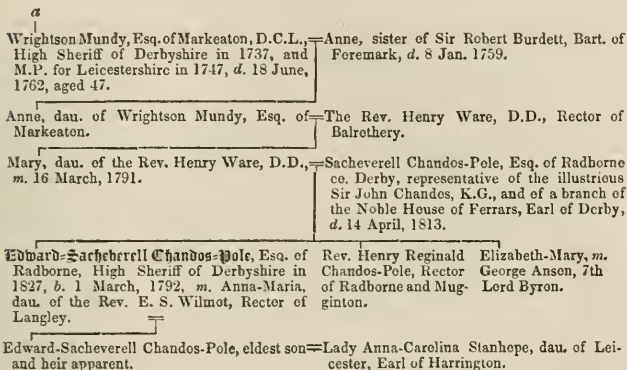 a
Wrightson Mundy, Esq. of Markeaton, D.C.L.,
High Sheriff of Derbyshire in 1737, and
M.P. for Leicestershire in 1747, d. 18 June,
1762, aged 47.
Anne, sister of Sir Robert Burdett, Bart. of
Foremark, d. 8 Jan. 1759.
Anne, dau. of Wrightson Mundy, Esq. of
Markeaton.
The Rev. Henry Ware, D.D., Rector of
Balrothery.
Mary, dau. of the Rev. Henry Ware, D.D.,
m. 16 March, 1791.
Sacheverell Chandos-Pole, Esq. of Radborne
co. Derby, representative of the illustrious
Sir John Chandos, K.G., and of a branch of
the Noble House of Ferrars, Earl of Derby,
d. 14 April, 1813.
Edward-Sacheverell Chandos-Pole, Esq. of
Radborne, High Sheriff of Derbyshire in
1827, b. 1 March, 1792, m. Anna-Maria,
dau. of the Rev. E. S. Wilmot, Rector of
Langley.
Rev. Henry Reginald
Chandos-Pole, Rector
of Radborne and Mug-
ginton.
Elizabeth-Mary, m.
George Anson, 7th
Lord Byron.
Edward-Sacheverell Chandos-Pole, eldest son
and heir apparent.
Lady Anna-Carolina Stanhope, dau. of Lei-
cester, Earl of Harrington.